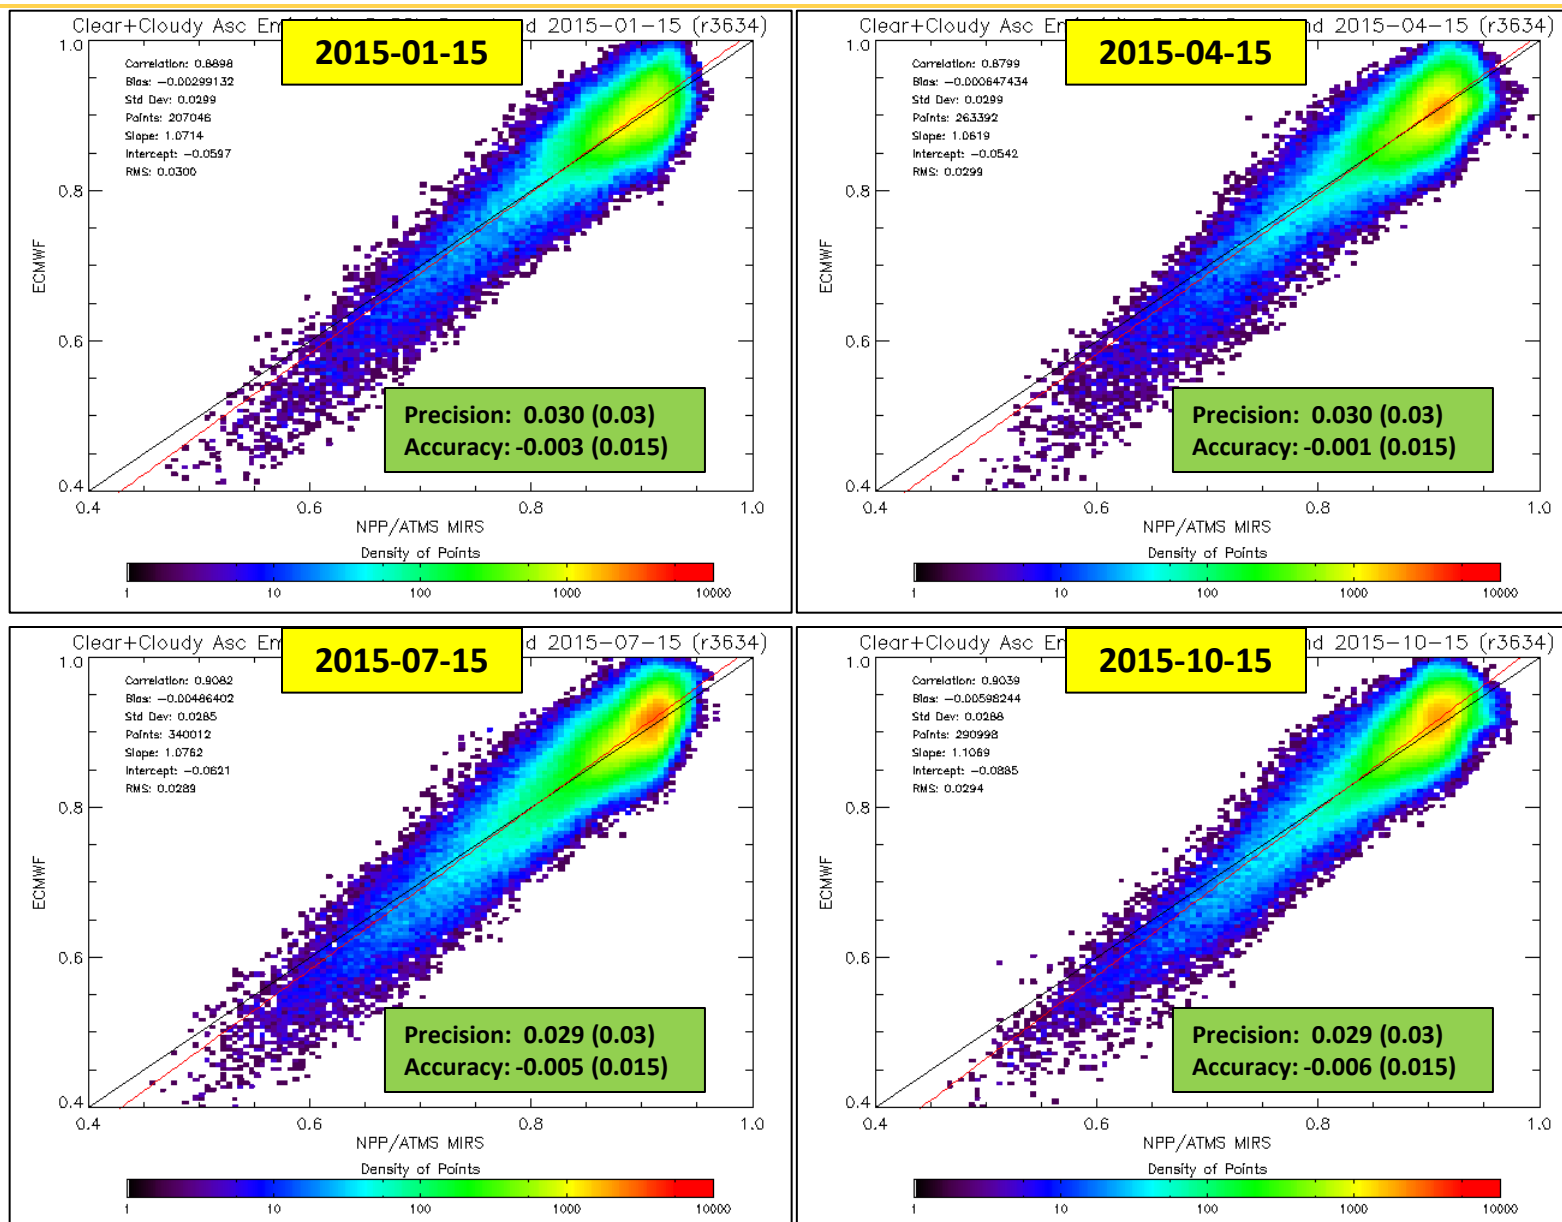 Clear+Cloudy Asc Em
nd 2015-01-15 (r3634)
2015-01-15
Correlation: 0.8898
Bias: -0.00299132
Std Dev: 0.0299
Points: 207046
Slope: 1.0714
Intercept: -0.0597
RMS: 0.0300
1.0
0.8
0.6
0.4
ECMWF
Precision: 0.030 (0.03)
Accuracy: -0.003 (0.015)
0.4 0.6 0.8 1.0
NPP/ATMS MIRS
Density of Points
1 10 100 1000 10000
Clear+Cloudy Asc Em
nd 2015-04-15 (r3634)
2015-04-15
Correlation: 0.8799
Bias: -0.000647434
Std Dev: 0.0299
Points: 263392
Slope: 1.0619
Intercept: -0.0542
RMS: 0.0299
1.0
0.8
0.6
0.4
ECMWF
Precision: 0.030 (0.03)
Accuracy: -0.001 (0.015)
0.4 0.6 0.8 1.0
NPP/ATMS MIRS
Density of Points
1 10 100 1000 10000
Clear+Cloudy Asc Em
nd 2015-07-15 (r3634)
2015-07-15
Correlation: 0.9082
Bias: -0.00486402
Std Dev: 0.0285
Points: 340012
Slope: 1.0762
Intercept: -0.0621
RMS: 0.0289
1.0
0.8
0.6
0.4
ECMWF
Precision: 0.029 (0.03)
Accuracy: -0.005 (0.015)
0.4 0.6 0.8 1.0
NPP/ATMS MIRS
Density of Points
1 10 100 1000 10000
Clear+Cloudy Asc Em
nd 2015-10-15 (r3634)
2015-10-15
Correlation: 0.9039
Bias: -0.00598244
Std Dev: 0.0288
Points: 290998
Slope: 1.1069
Intercept: -0.0885
RMS: 0.0294
1.0
0.8
0.6
0.4
ECMWF
Precision: 0.029 (0.03)
Accuracy: -0.006 (0.015)
0.4 0.6 0.8 1.0
NPP/ATMS MIRS
Density of Points
1 10 100 1000 10000